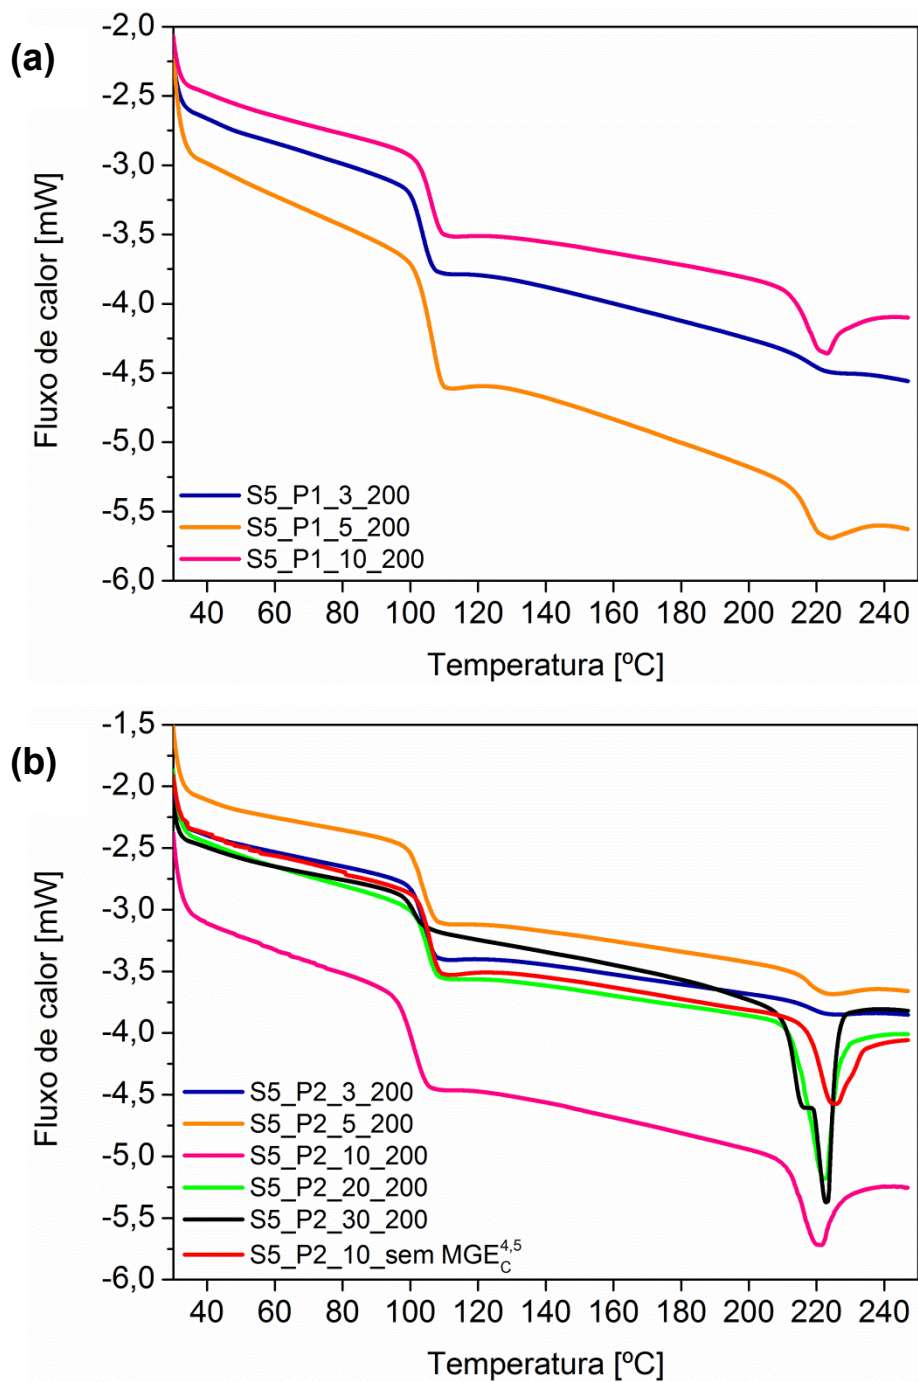 (a)
Fluxo de calor [mW]
-2,0
-2,5
-3,0
-3,5
-4,0
-4,5
-5,0
-5,5
-6,0
S5_P1_3_200
S5_P1_5_200
S5_P1_10_200
40 60 80 100 120 140 160 180 200 220 240
Temperatura [ºC]
(b)
Fluxo de calor [mW]
-1,5
-2,0
-2,5
-3,0
-3,5
-4,0
-4,5
-5,0
-5,5
-6,0
S5_P2_3_200
S5_P2_5_200
S5_P2_10_200
S5_P2_20_200
S5_P2_30_200
S5_P2_10_sem MGE_C^4,5
40 60 80 100 120 140 160 180 200 220 240
Temperatura [ºC]